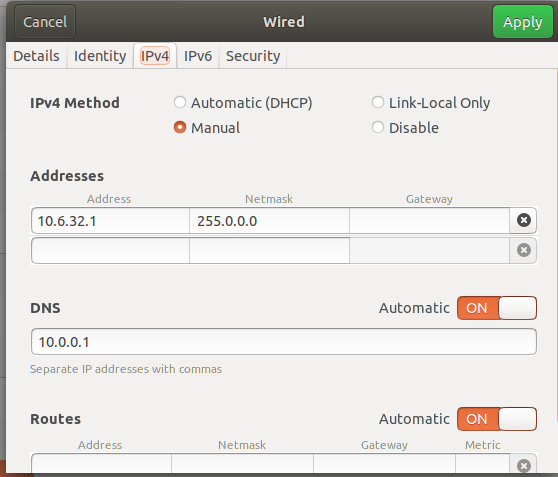 Cancel Wired Apply
Details Identity IPv4 IPv6 Security
IPv4 Method Automatic (DHCP) Link-Local Only
Manual Disable
Addresses
Address Netmask Gateway
10.6.32.1 255.0.0.0
DNS Automatic ON
10.0.0.1
Separate IP addresses with commas
Routes Automatic ON
Address Netmask Gateway Metric